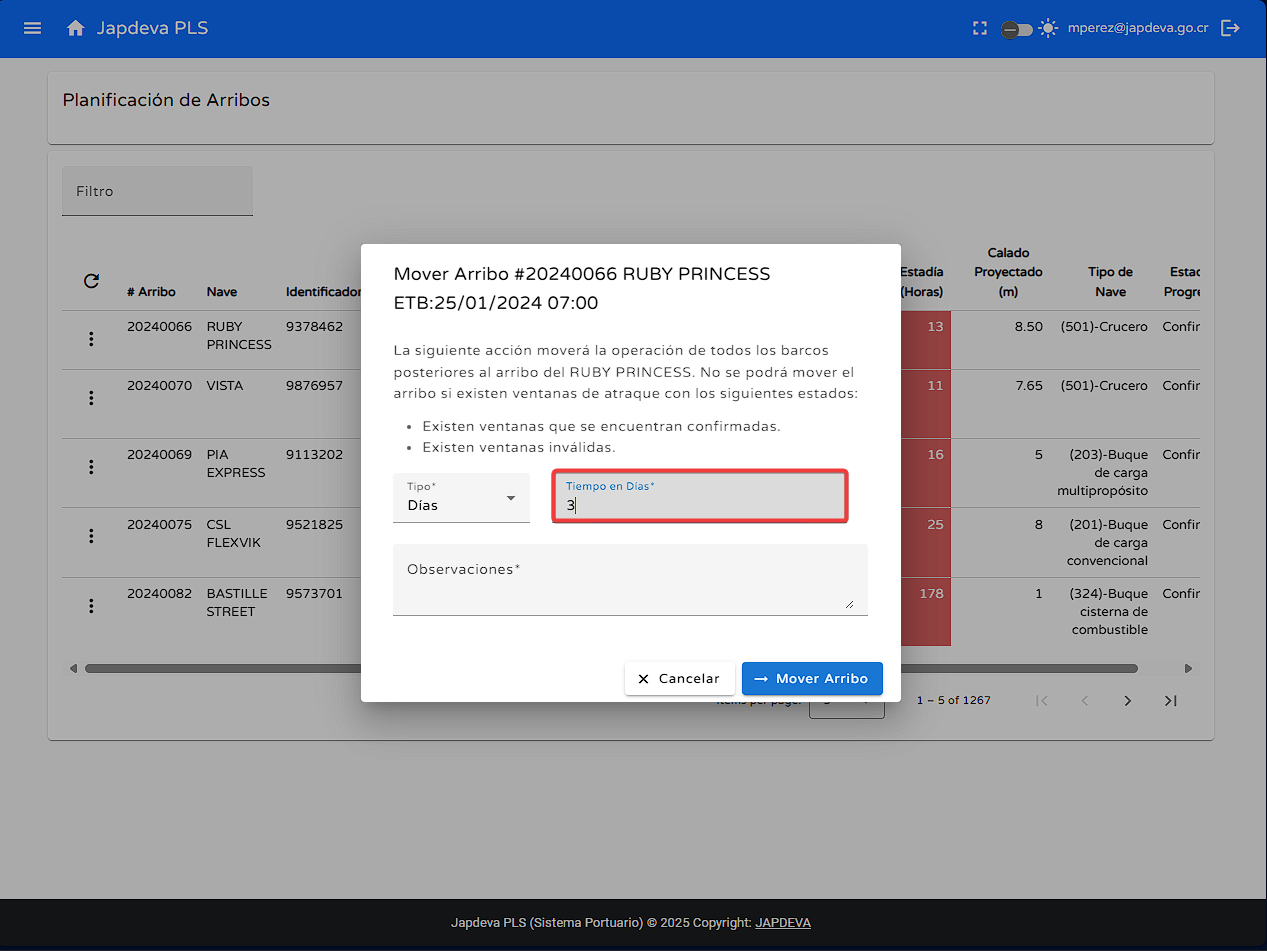 Japdeva PLS
mperez@japdeva.go.cr
Planificación de Arribos
Filtro
# Arribo
Nave
Identificador
Estadía
(Horas)
Calado
Proyectado
(m)
Tipo de
Nave
20240066
RUBY
PRINCESS
9378462
13
8.50
(501)-Crucero
20240070
VISTA
9876957
11
7.65
(501)-Crucero
20240069
PIA
EXPRESS
9113202
16
5
(203)-Buque
de carga
multipropósito
20240075
CSL
FLEXVIK
9521825
25
8
(201)-Buque
de carga
convencional
20240082
BASTILLE
STREET
9573701
178
1
(324)-Buque
cisterna de
combustible
Mover Arribo #20240066 RUBY PRINCESS
ETB:25/01/2024 07:00
La siguiente acción moverá la operación de todos los barcos
posteriores al arribo del RUBY PRINCESS. No se podrá mover el
arribo si existen ventanas de atraque con los siguientes estados:
• Existen ventanas que se encuentran confirmadas.
• Existen ventanas inválidas.
Tipo*
Días
Tiempo en Días*
3
Observaciones*
Cancelar
Mover Arribo
Items per page:
1 – 5 of 1267
Japdeva PLS (Sistema Portuario) © 2025 Copyright: JAPDEVA